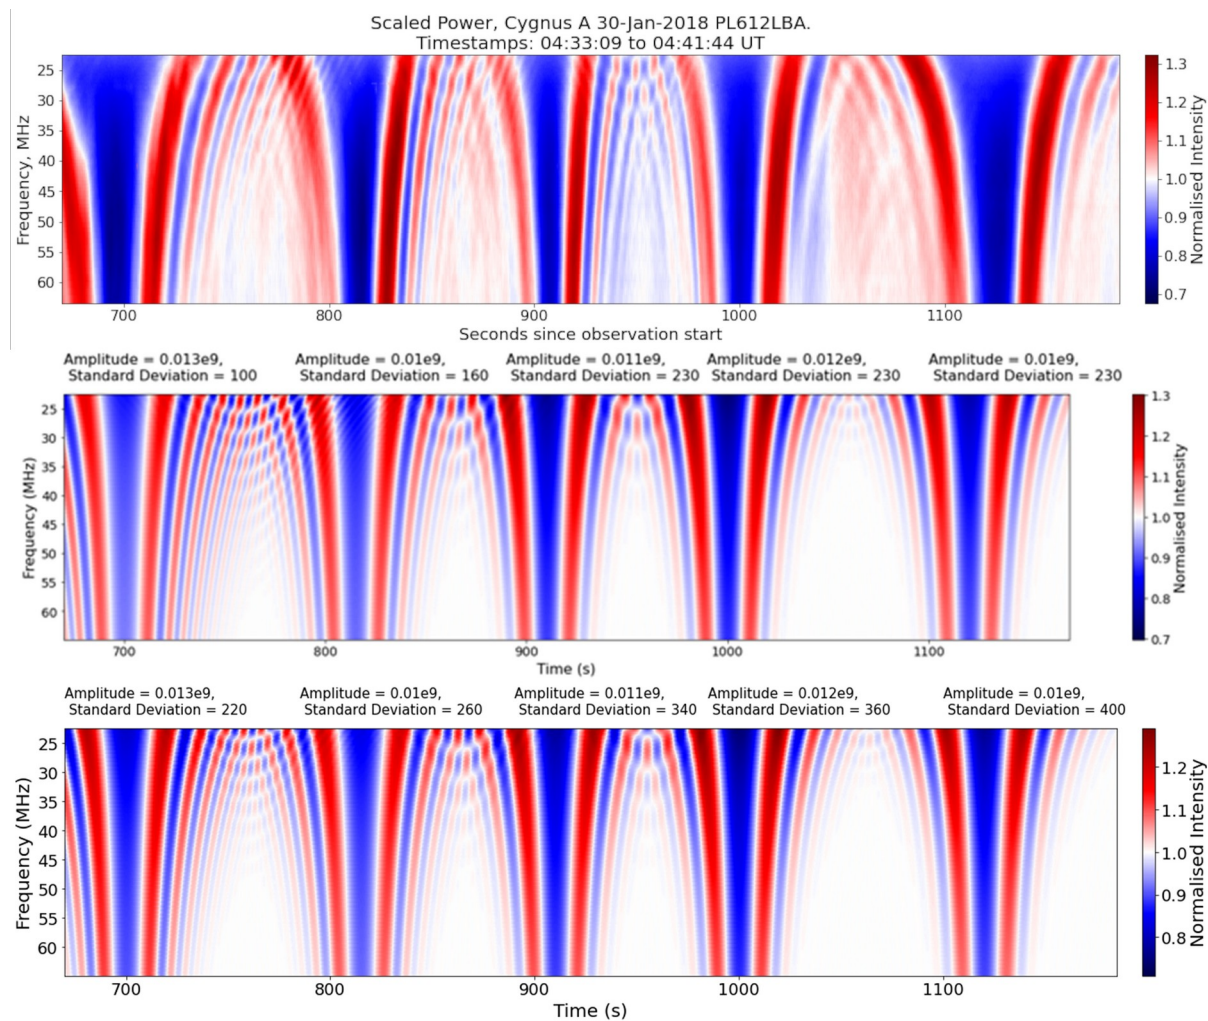 Scaled Power, Cygnus A 30-Jan-2018 PL612LBA.
Timestamps: 04:33:09 to 04:41:44 UT
Frequency, MHz
25
30
35
40
45
50
55
60
700
800
900
1000
1100
Seconds since observation start
1.3
1.2
1.1
1.0
0.9
0.8
0.7
Normalised Intensity
Amplitude = 0.013e9,
Standard Deviation = 100
Amplitude = 0.01e9,
Standard Deviation = 160
Amplitude = 0.011e9,
Standard Deviation = 230
Amplitude = 0.012e9,
Standard Deviation = 230
Amplitude = 0.01e9,
Standard Deviation = 230
Frequency (MHz)
25
30
35
40
45
50
55
60
700
800
900
1000
1100
Time (s)
1.3
1.2
1.1
1.0
0.9
0.8
0.7
Normalised Intensity
Amplitude = 0.013e9,
Standard Deviation = 220
Amplitude = 0.01e9,
Standard Deviation = 260
Amplitude = 0.011e9,
Standard Deviation = 340
Amplitude = 0.012e9,
Standard Deviation = 360
Amplitude = 0.01e9,
Standard Deviation = 400
Frequency (MHz)
25
30
35
40
45
50
55
60
700
800
900
1000
1100
Time (s)
1.2
1.1
1.0
0.9
0.8
Normalised Intensity